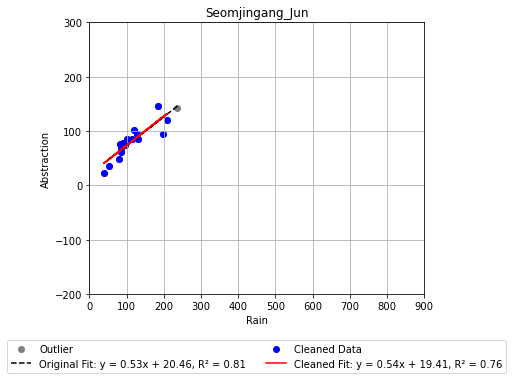 Seomjingang_Jun
300
200
100
0
−100
−200
Abstraction
0 100 200 300 400 500 600 700 800 900
Rain
Outlier Cleaned Data
Original Fit: y = 0.53x + 20.46, R² = 0.81 Cleaned Fit: y = 0.54x + 19.41, R² = 0.76